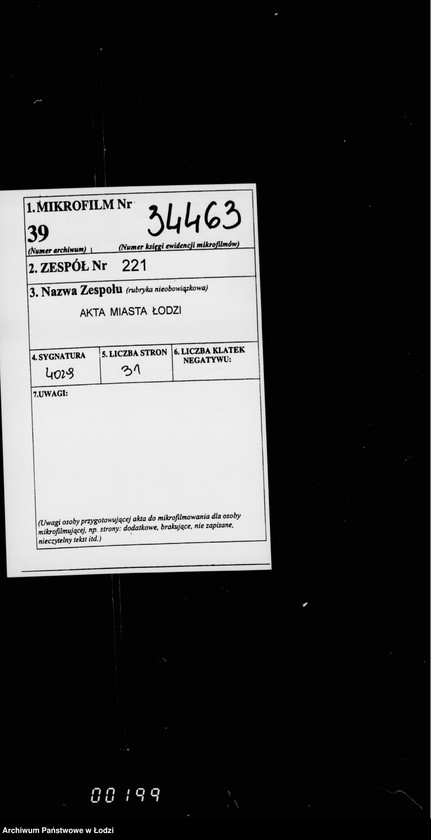 1. MIKROFILM Nr
34463
39
(Numer archiwum) (Numer księgi ewidencji mikrofilmów)
2. ZESPÓŁ Nr 221
3. Nazwa Zespołu (rubryka nieobowiązkowa)
AKTA MIASTA ŁODZI
4. SYGNATURA
4029
5. LICZBA STRON
31
6. LICZBA KLATEK
NEGATYWU:
7.UWAGI:
(Uwagi osoby przygotowującej akta do mikrofilmowania dla osoby
mikrofilmującej, np. strony: dodatkowe, brakujące, nie zapisane,
nieczytelny tekst itd.)
00199
Archiwum Państwowe w Łodzi